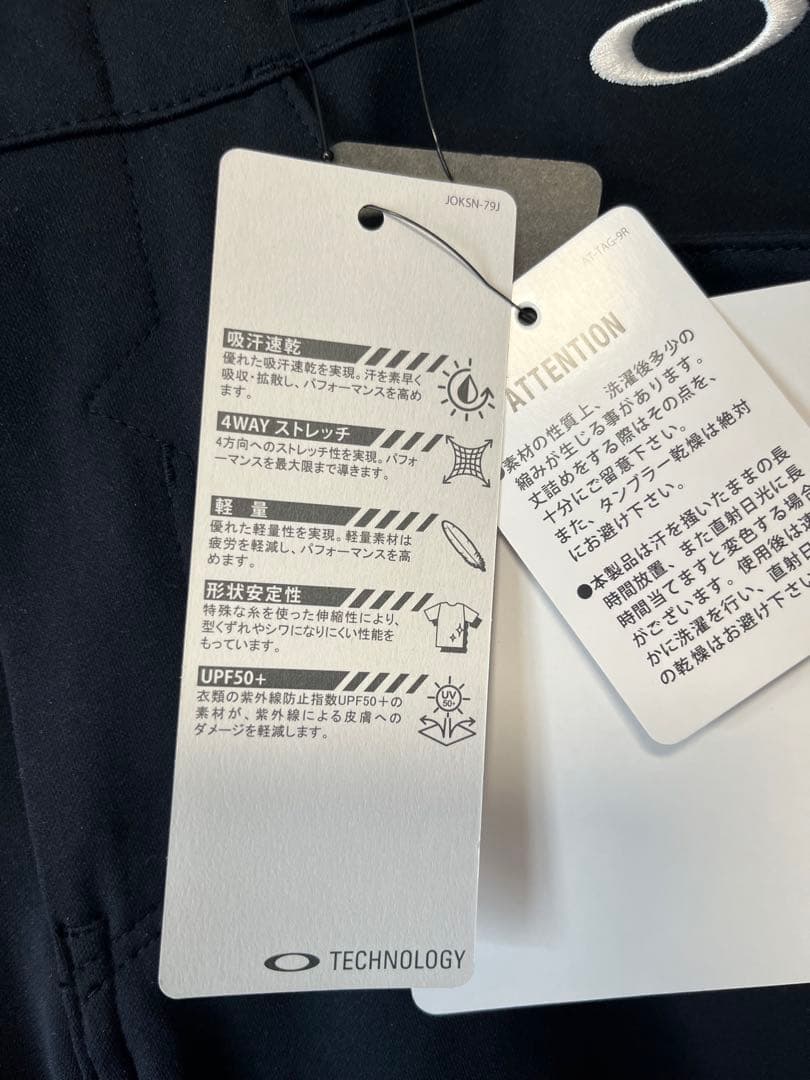 JOKSN-79J
吸汗速乾
優れた吸汗速乾を実現。汗を素早く
吸収・拡散し、パフォーマンスを高め
ます。
4WAY ストレッチ
4方向へのストレッチ性を実現。パフォ
ーマンスを最大限まで導きます。
軽 量
優れた軽量性を実現。軽量素材は
疲労を軽減し、パフォーマンスを高
めます。
形状安定性
特殊な糸を使った伸縮性により、
型くずれやシワになりにくい性能を
もっています。
UPF50+
衣類の紫外線防止指数UPF50+の
素材が、紫外線による皮膚への
ダメージを軽減します。
UV
50+
TECHNOLOGY
AT-TAG-9R
ATTENTION
素材の性質上、洗濯後多少の
縮みが生じる事があります。
丈詰めをする際はその点を、
十分にご留意下さい。
また、タンブラー乾燥は絶対
にお避け下さい。
●本製品は汗を掻いたままの長
時間放置、また直射日光に長
時間当てますと変色する場合
がございます。使用後は速
かに洗濯を行い、直射日
の乾燥はお避け下さい